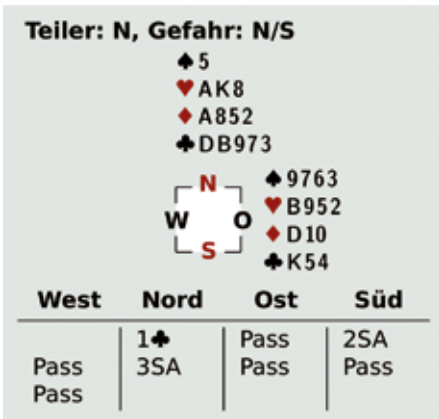 Teiler: N, Gefahr: N/S
♠ 5
♥ AK8
♦ A852
♣ DB973
N
W O
S
♠ 9763
♥ B952
♦ D10
♣ K54
West Nord Ost Süd
1♣ Pass 2SA
Pass 3SA Pass Pass
Pass